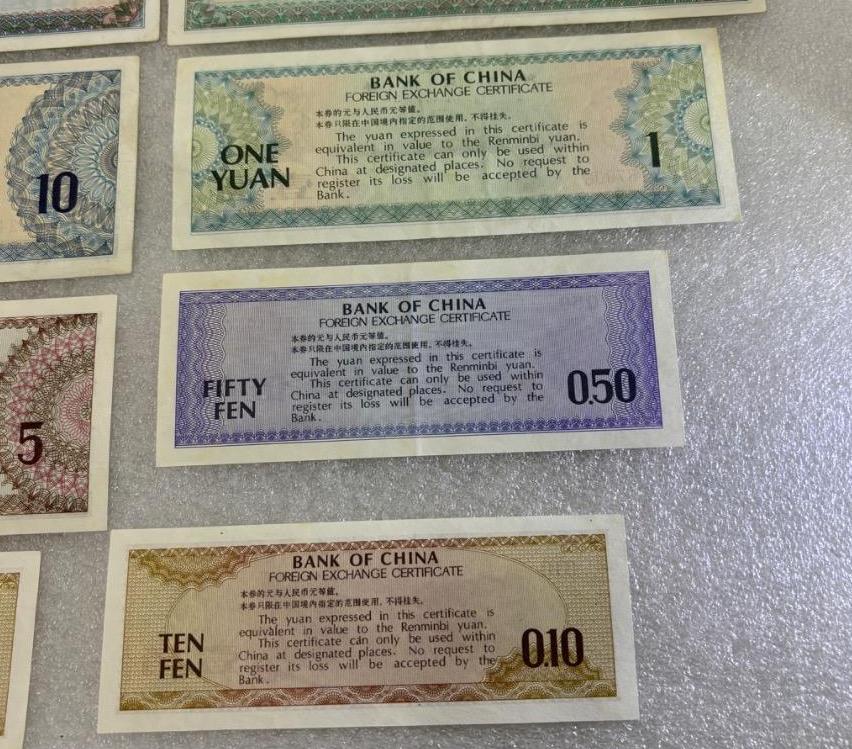 10
BANK OF CHINA
FOREIGN EXCHANGE CERTIFICATE
本券的元与人民币元等值。
本券只限在中国境内指定的范围使用,不得挂失。
The yuan expressed in this certificate is
equivalent in value to the Renminbi yuan.
This certificate can only be used within
China at designated places. No request to
register its loss will be accepted by the
Bank.
ONE
YUAN
1
5
BANK OF CHINA
FOREIGN EXCHANGE CERTIFICATE
本券的元与人民币元等值。
本券只限在中国境内指定的范围使用,不得挂失。
The yuan expressed in this certificate is
equivalent in value to the Renminbi yuan.
This certificate can only be used within
China at designated places. No request to
register its loss will be accepted by the
Bank.
FIFTY
FEN
0.50
BANK OF CHINA
FOREIGN EXCHANGE CERTIFICATE
本券的元与人民币元等值。
本券只限在中国境内指定的范围使用,不得挂失。
The yuan expressed in this certificate is
equivalent in value to the Renminbi yuan.
This certificate can only be used within
China at designated places. No request to
register its loss will be accepted by the
Bank.
TEN
FEN
0.10